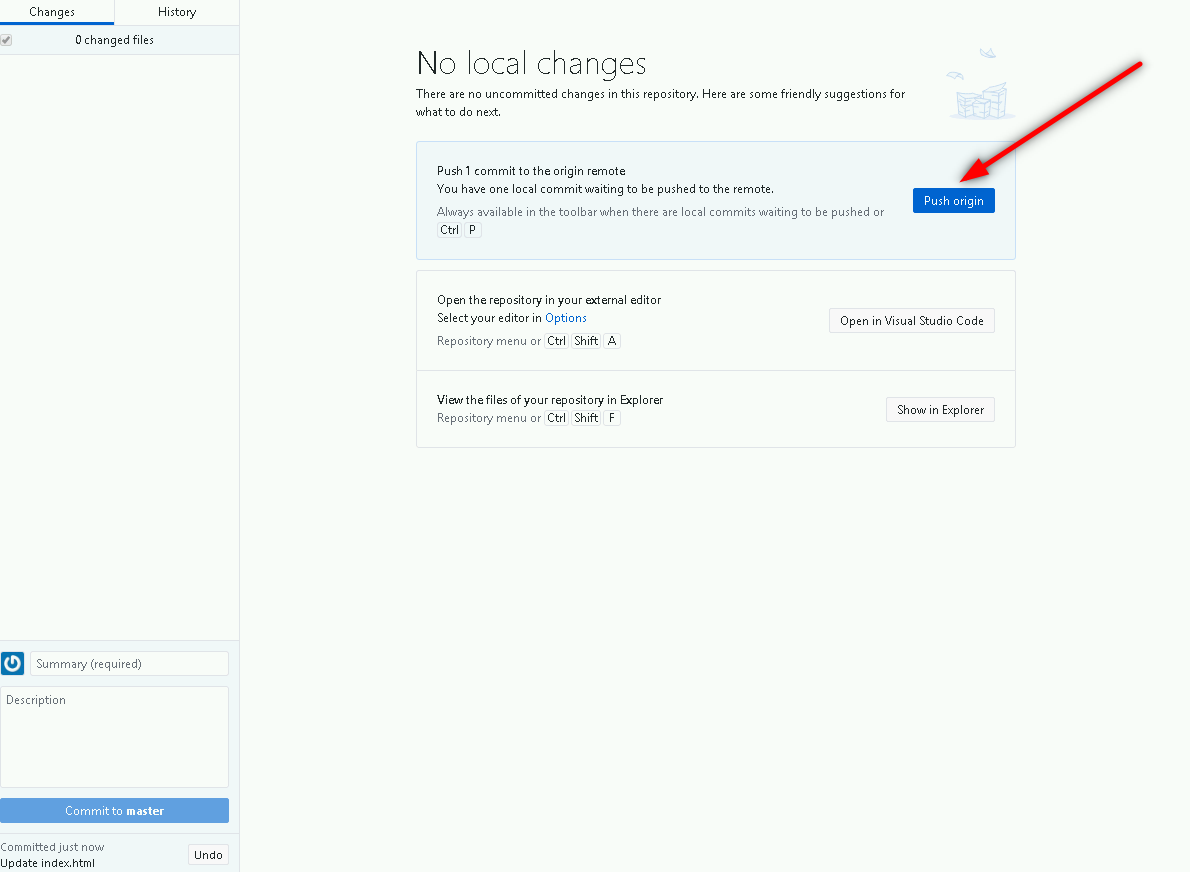 Changes
History
0 changed files
No local changes
There are no uncommitted changes in this repository. Here are some friendly suggestions for
what to do next.
Push 1 commit to the origin remote
You have one local commit waiting to be pushed to the remote.
Always available in the toolbar when there are local commits waiting to be pushed or
Ctrl P
Push origin
Open the repository in your external editor
Select your editor in Options
Repository menu or Ctrl Shift A
Open in Visual Studio Code
View the files of your repository in Explorer
Repository menu or Ctrl Shift F
Show in Explorer
Summary (required)
Description
Commit to master
Committed just now
Update index.html
Undo